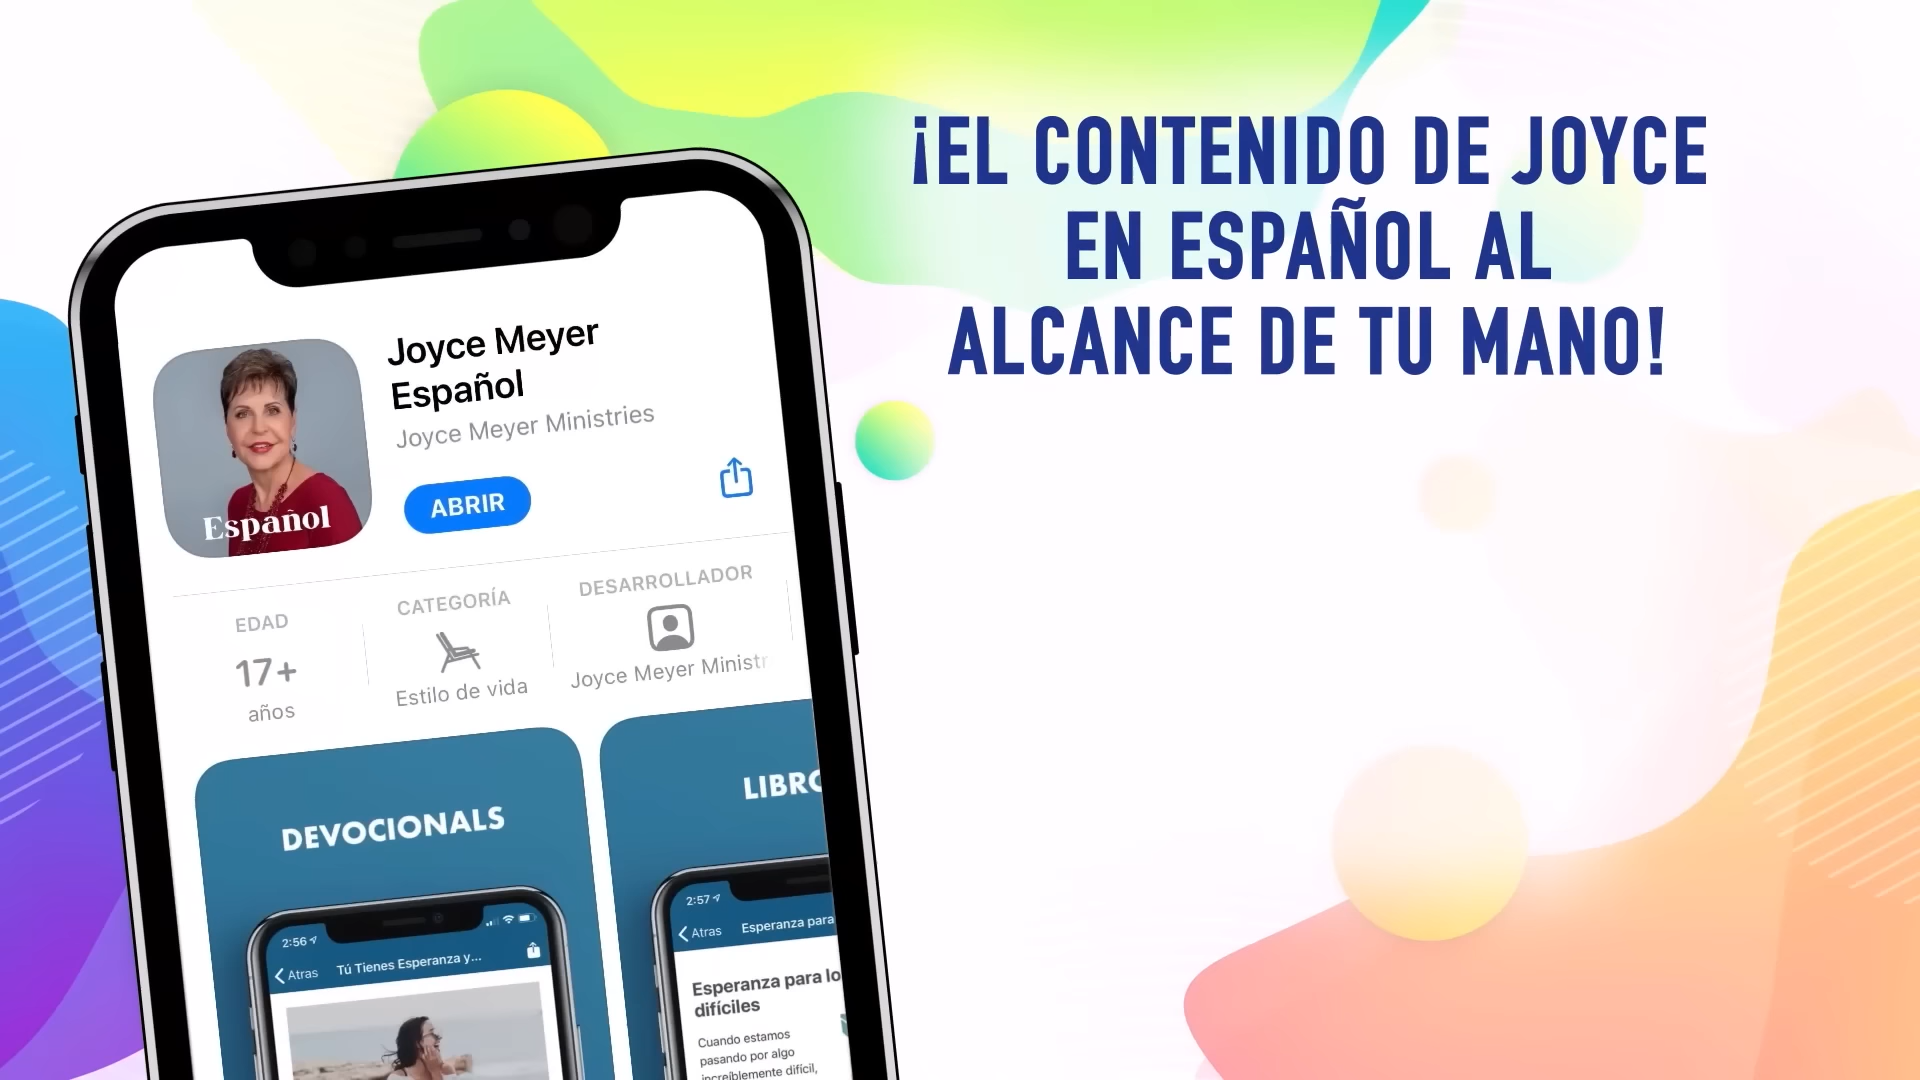 ¡EL CONTENIDO DE JOYCE
EN ESPAÑOL AL
ALCANCE DE TU MANO!
Joyce Meyer
Español
Joyce Meyer Ministries
Español
ABRIR
EDAD
17+
años
CATEGORÍA
Estilo de vida
DESARROLLADOR
Joyce Meyer Ministr
DEVOCIONALS
2:56
Atras
Tú Tienes Esperanza y...
LIBRO
2:57
Atras
Esperanza para
Esperanza para lo
difíciles
Cuando estamos
pasando por algo
increíblemente difícil,